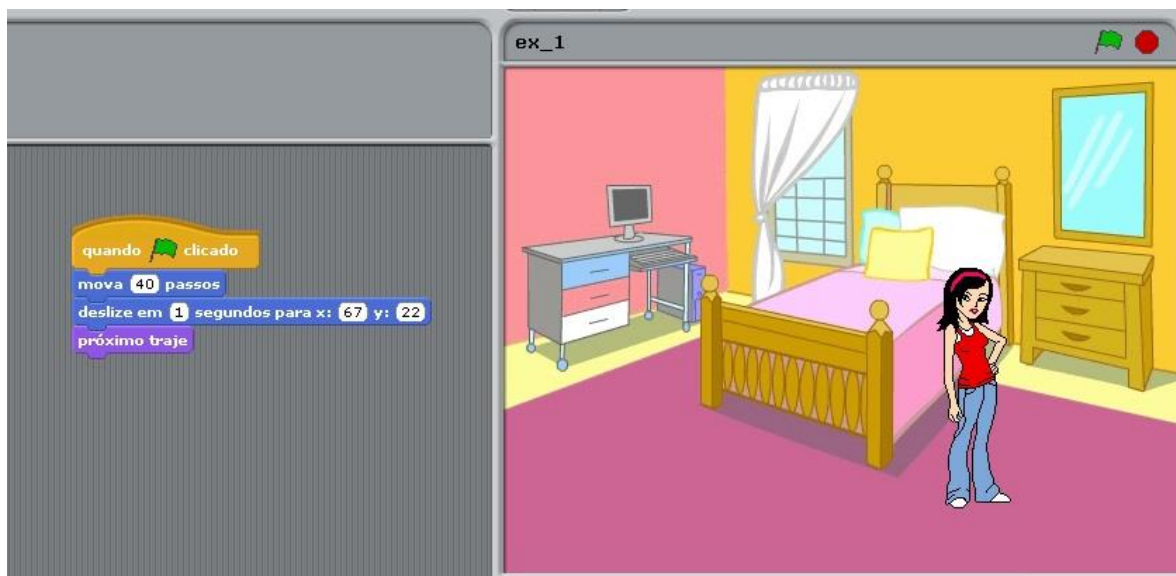 ex_1
quando clicado
mova 40 passos
deslize em 1 segundos para x: 67 y: 22
próximo traje